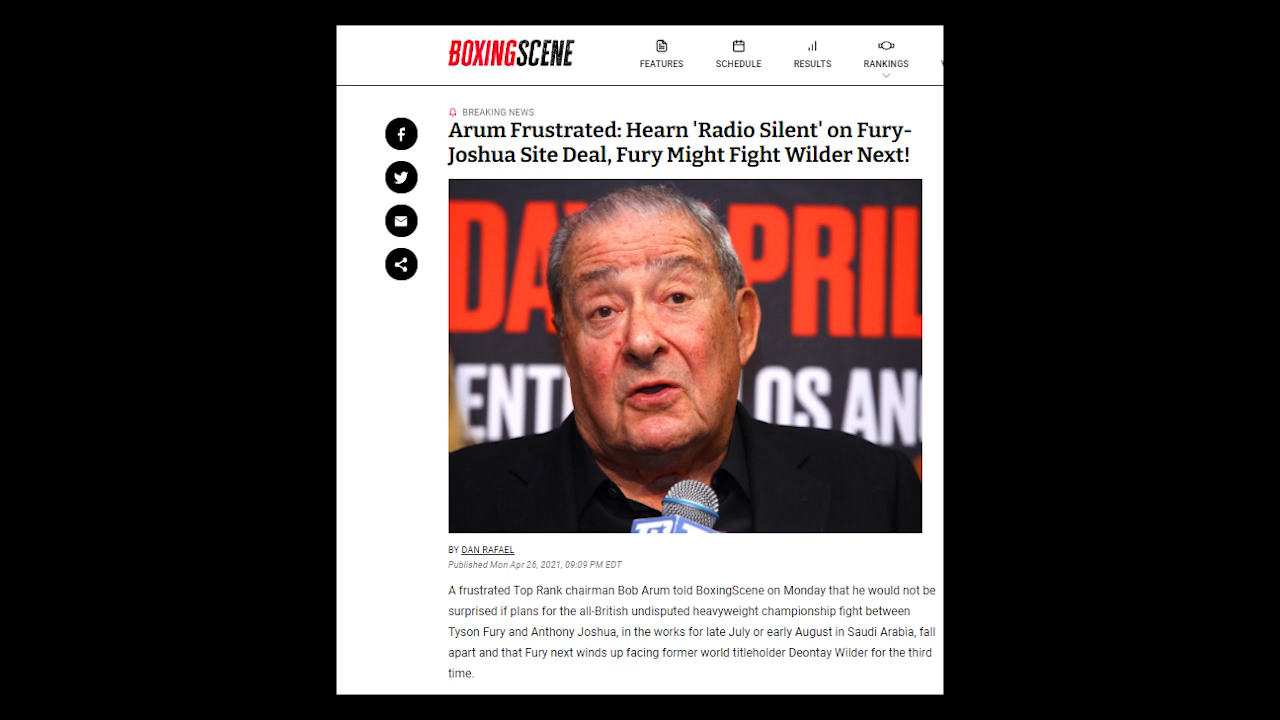 BOXINGSCENE
FEATURES
SCHEDULE
RESULTS
RANKINGS
BREAKING NEWS
Arum Frustrated: Hearn 'Radio Silent' on Fury-
Joshua Site Deal, Fury Might Fight Wilder Next!
DAY APRIL
ENT LOS AN
BY DAN RAFAEL
Published Mon Apr 26, 2021, 09:09 PM EDT
A frustrated Top Rank chairman Bob Arum told BoxingScene on Monday that he would not be
surprised if plans for the all-British undisputed heavyweight championship fight between
Tyson Fury and Anthony Joshua, in the works for late July or early August in Saudi Arabia, fall
apart and that Fury next winds up facing former world titleholder Deontay Wilder for the third
time.